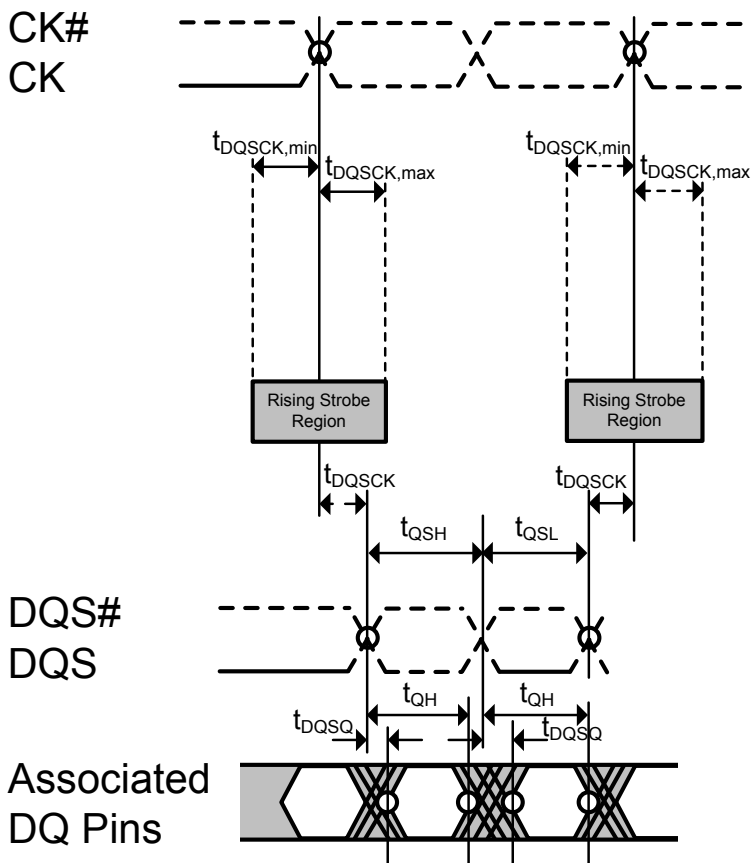 CK#
CK
tDQSCK,min
tDQSCK,max
tDQSCK,min
tDQSCK,max
Rising Strobe
Region
Rising Strobe
Region
tDQSCK
tDQSCK
tQSH
tQSL
DQS#
DQS
tQH
tQH
tDQSQ
tDQSQ
Associated
DQ Pins